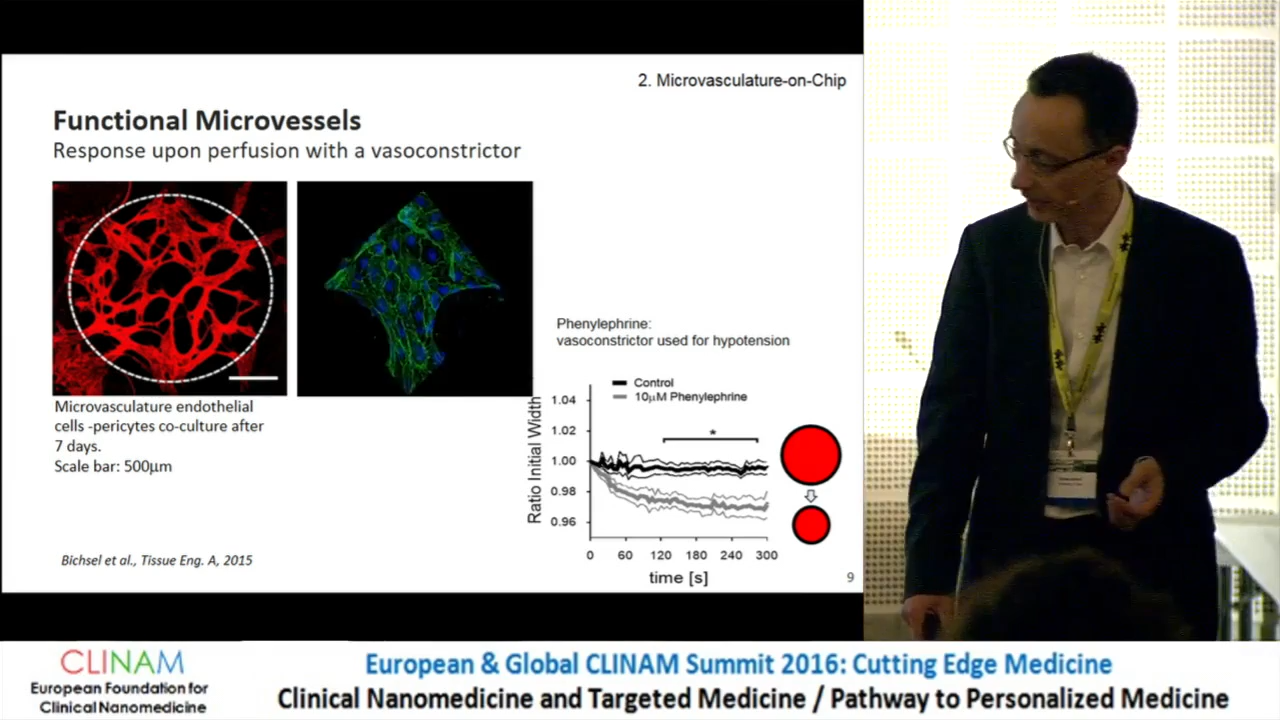 2. Microvasculature-on-Chip
Functional Microvessels
Response upon perfusion with a vasoconstrictor
Microvasculature endothelial
cells -pericytes co-culture after
7 days.
Scale bar: 500µm
Phenylephrine:
vasoconstrictor used for hypotension
Control
10µM Phenylephrine
*
Ratio Initial Width
1.04
1.02
1.00
0.98
0.96
0 60 120 180 240 300
time [s]
Bichsel et al., Tissue Eng. A, 2015
9
CLINAM
European Foundation for
Clinical Nanomedicine
European & Global CLINAM Summit 2016: Cutting Edge Medicine
Clinical Nanomedicine and Targeted Medicine / Pathway to Personalized Medicine